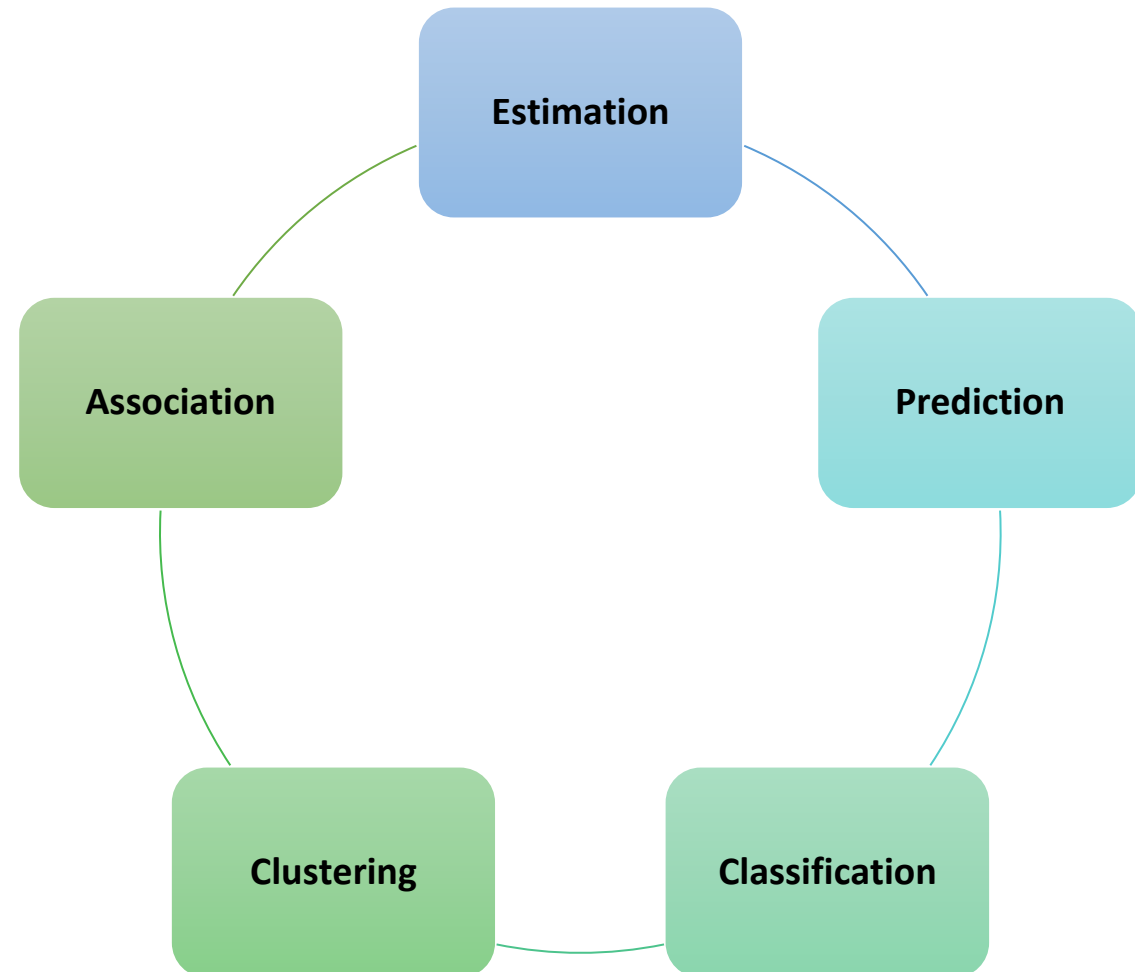 Estimation
Prediction
Classification
Clustering
Association